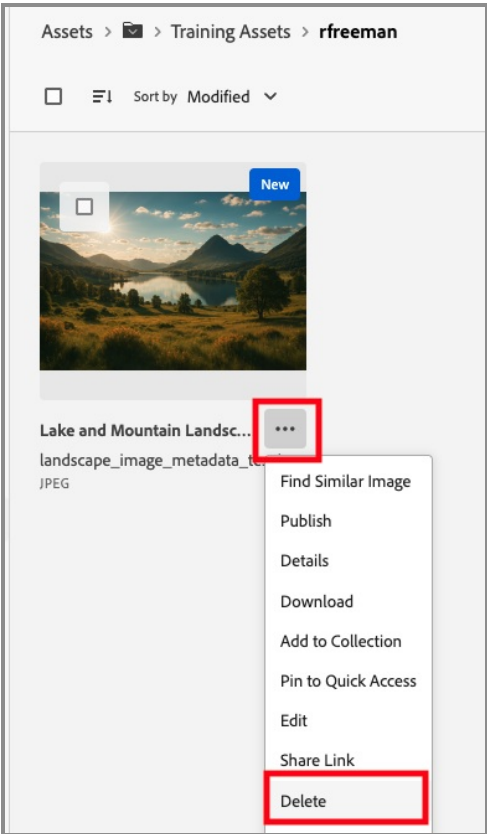 Assets > > Training Assets > rfreeman
Sort by Modified
New
Lake and Mountain Landsc...
landscape_image_metadata_
JPEG
Find Similar Image
Publish
Details
Download
Add to Collection
Pin to Quick Access
Edit
Share Link
Delete